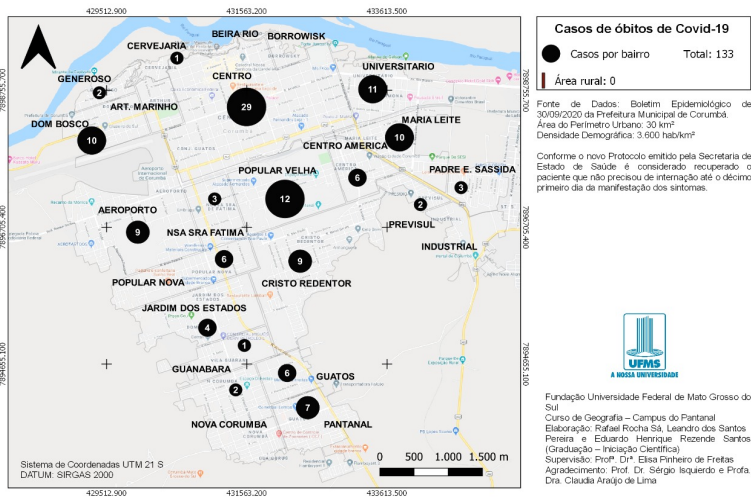 429512.900
431563.200
433613.500
7898755.700
7896705.400
7894655.100
BEIRA RIO
BOROWISK
CERVEJARIA
1
GENEROSO
2
CENTRO
29
UNIVERSITARIO
11
ART. MARINHO
DOM BOSCO
10
MARIA LEITE
10
CENTRO AMERICA
6
POPULAR VELHA
12
PADRE E. SASSIDA
3
3
2
PREVISUL
AEROPORTO
9
NSA SRA FATIMA
INDUSTRIAL
6
9
POPULAR NOVA
CRISTO REDENTOR
JARDIM DOS ESTADOS
4
1
GUANABARA
6
GUATOS
2
7
NOVA CORUMBA
PANTANAL
Sistema de Coordenadas UTM 21 S
DATUM: SIRGAS 2000
0 500 1.000 1.500 m
429512.900
431563.200
433613.500
7898755.700
7896705.400
7894655.100
Casos de óbitos de Covid-19
Casos por bairro Total: 133
Área rural: 0
Fonte de Dados: Boletim Epidemiológico de
30/09/2020 da Prefeitura Municipal de Corumbá.
Área do Perímetro Urbano: 30 km²
Densidade Demográfica: 3.600 hab/km²
Conforme o novo Protocolo emitido pela Secretaria de
Estado de Saúde é considerado recuperado o
paciente que não precisou de internação até o décimo
primeiro dia da manifestação dos sintomas.
UFMS
A NOSSA UNIVERSIDADE
Fundação Universidade Federal de Mato Grosso do
Sul
Curso de Geografia – Campus do Pantanal
Elaboração: Rafael Rocha Sá, Leandro dos Santos
Pereira e Eduardo Henrique Rezende Santos
(Graduação – Iniciação Científica)
Supervisão: Profª. Drª. Elisa Pinheiro de Freitas
Agradecimento: Prof. Dr. Sérgio Isquierdo e Profa.
Dra. Claudia Araújo de Lima